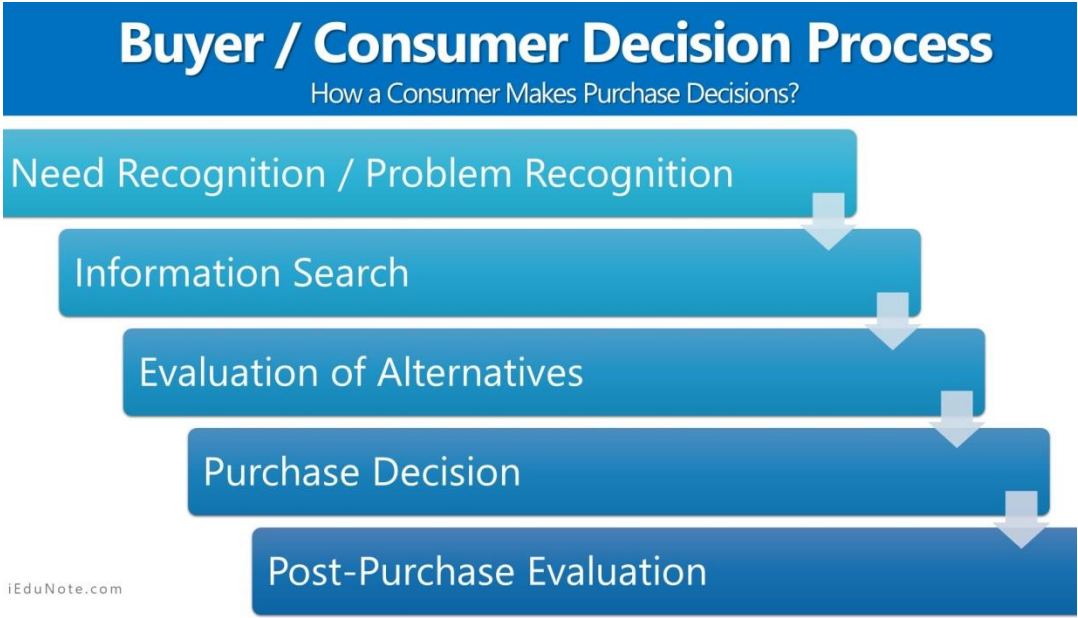 Buyer / Consumer Decision Process
How a Consumer Makes Purchase Decisions?
Need Recognition / Problem Recognition
Information Search
Evaluation of Alternatives
Purchase Decision
Post-Purchase Evaluation
iEduNote.com